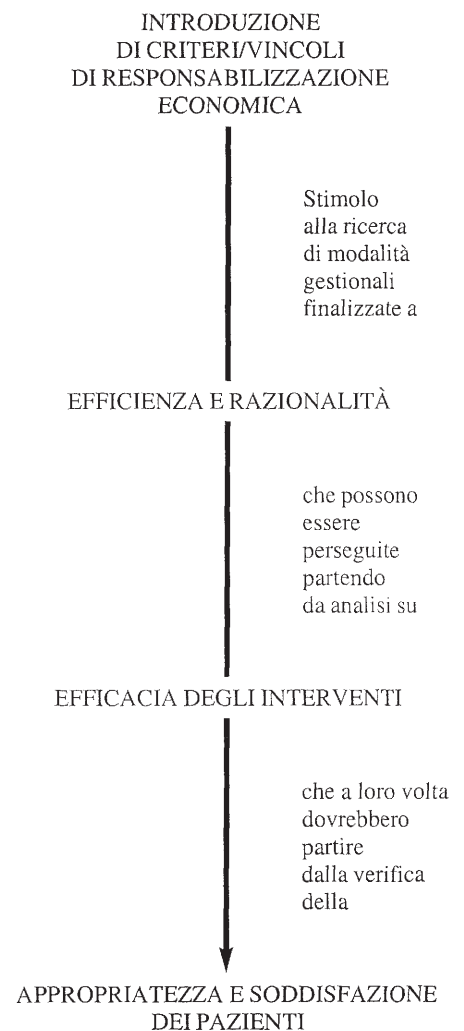 INTRODUZIONE
DI CRITERI/VINCOLI
DI RESPONSABILIZZAZIONE
ECONOMICA
Stimolo
alla ricerca
di modalità
gestionali
finalizzate a
EFFICIENZA E RAZIONALITÀ
che possono
essere
perseguite
partendo
da analisi su
EFFICACIA DEGLI INTERVENTI
che a loro volta
dovrebbero
partire
dalla verifica
della
APPROPRIATEZZA E SODDISFAZIONE
DEI PAZIENTI